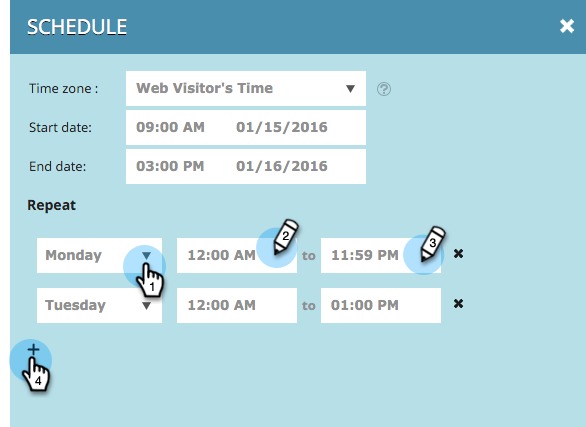 SCHEDULE
Time zone : Web Visitor's Time ?
Start date: 09:00 AM 01/15/2016
End date: 03:00 PM 01/16/2016
Repeat
Monday 12:00 AM to 11:59 PM
1 2 3
Tuesday 12:00 AM to 01:00 PM
+
4